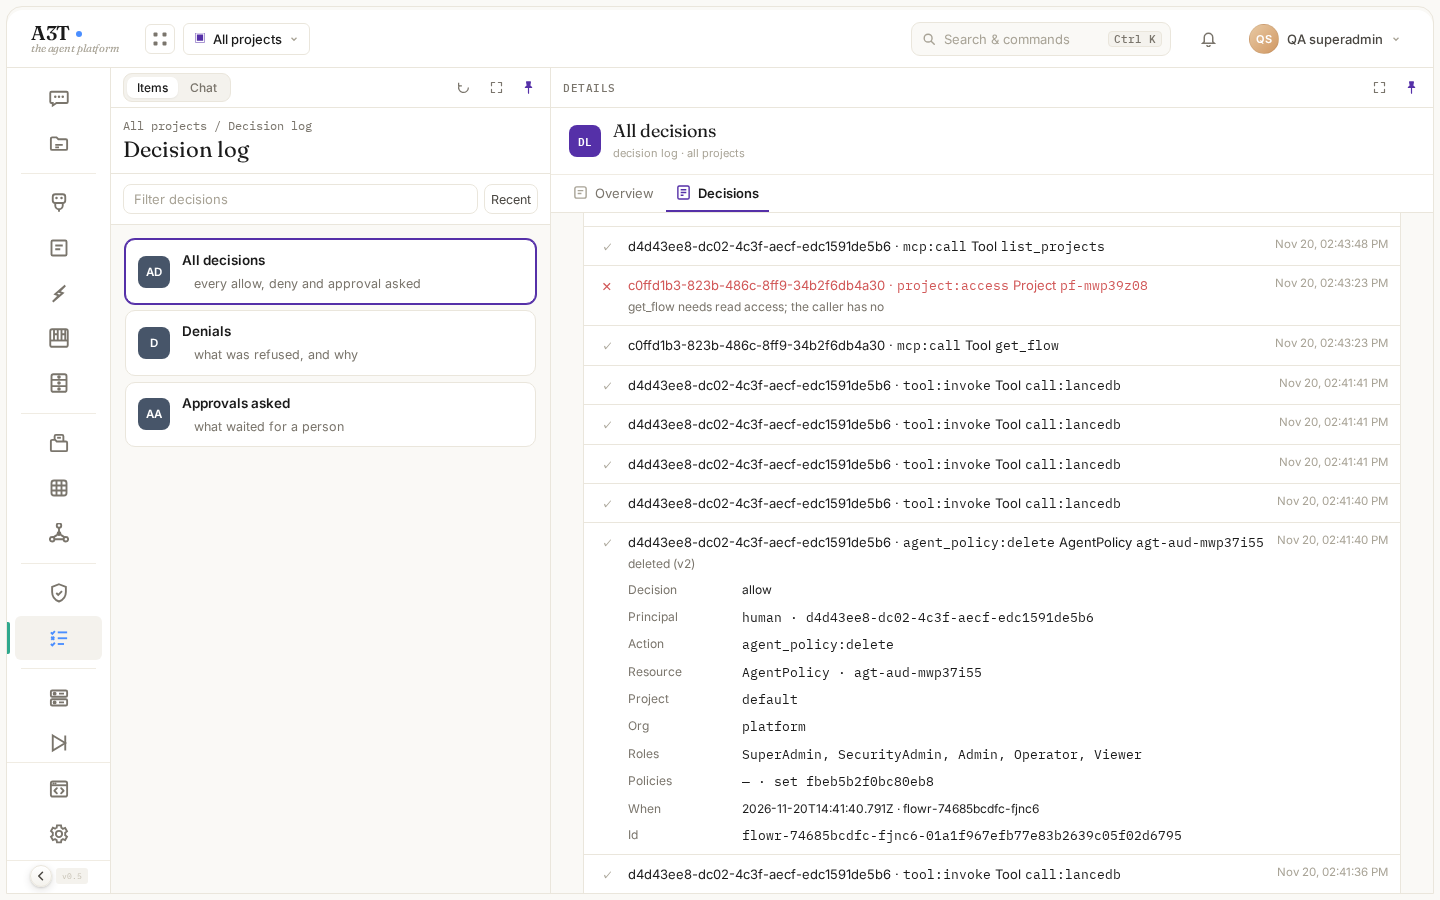 A3T
the agent platform
All projects
Search & commands
Ctrl K
QS
QA superadmin
Items
Chat
DETAILS
All projects / Decision log
Decision log
Filter decisions
Recent
AD
All decisions
every allow, deny and approval asked
D
Denials
what was refused, and why
AA
Approvals asked
what waited for a person
DL
All decisions
decision log · all projects
Overview
Decisions
d4d43ee8-dc02-4c3f-aecf-edc1591de5b6 · mcp:call Tool list_projects
Nov 20, 02:43:48 PM
c0ffd1b3-823b-486c-8ff9-34b2f6db4a30 · project:access Project pf-mwp39z08
Nov 20, 02:43:23 PM
get_flow needs read access; the caller has no
c0ffd1b3-823b-486c-8ff9-34b2f6db4a30 · mcp:call Tool get_flow
Nov 20, 02:43:23 PM
d4d43ee8-dc02-4c3f-aecf-edc1591de5b6 · tool:invoke Tool call:lancedb
Nov 20, 02:41:41 PM
d4d43ee8-dc02-4c3f-aecf-edc1591de5b6 · tool:invoke Tool call:lancedb
Nov 20, 02:41:41 PM
d4d43ee8-dc02-4c3f-aecf-edc1591de5b6 · tool:invoke Tool call:lancedb
Nov 20, 02:41:41 PM
d4d43ee8-dc02-4c3f-aecf-edc1591de5b6 · tool:invoke Tool call:lancedb
Nov 20, 02:41:40 PM
d4d43ee8-dc02-4c3f-aecf-edc1591de5b6 · agent_policy:delete AgentPolicy agt-aud-mwp37i55
Nov 20, 02:41:40 PM
deleted (v2)
Decision allow
Principal human · d4d43ee8-dc02-4c3f-aecf-edc1591de5b6
Action agent_policy:delete
Resource AgentPolicy · agt-aud-mwp37i55
Project default
Org platform
Roles SuperAdmin, SecurityAdmin, Admin, Operator, Viewer
Policies — · set fbeb5b2f0bc80eb8
When 2026-11-20T14:41:40.791Z · flowr-74685bcdfc-fjnc6
Id flowr-74685bcdfc-fjnc6-01a1f967efb77e83b2639c05f02d6795
d4d43ee8-dc02-4c3f-aecf-edc1591de5b6 · tool:invoke Tool call:lancedb
Nov 20, 02:41:36 PM
v0.5